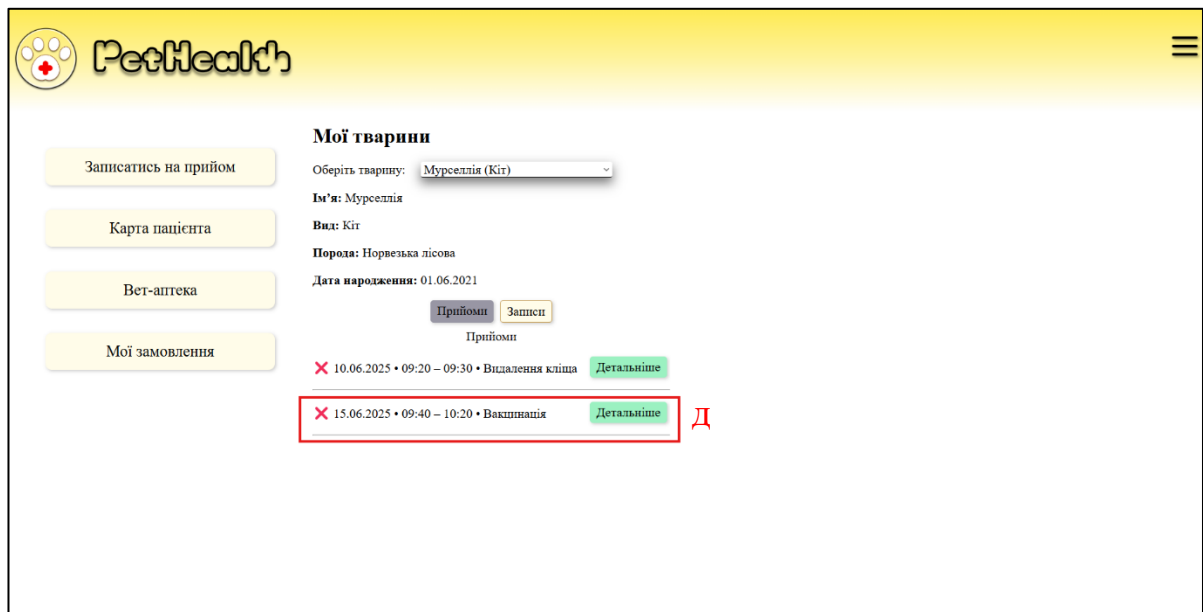 PetHealth
Записатись на прийом
Карта пацієнта
Вет-аптека
Мої замовлення
Мої тварини
Оберіть тварину: Мурселлія (Кіт)
Ім’я: Мурселлія
Вид: Кіт
Порода: Норвезька лісова
Дата народження: 01.06.2021
Прийоми Записи
Прийоми
❌ 10.06.2025 • 09:20 – 09:30 • Видалення кліща Детальніше
❌ 15.06.2025 • 09:40 – 10:20 • Вакцинація Детальніше
Д